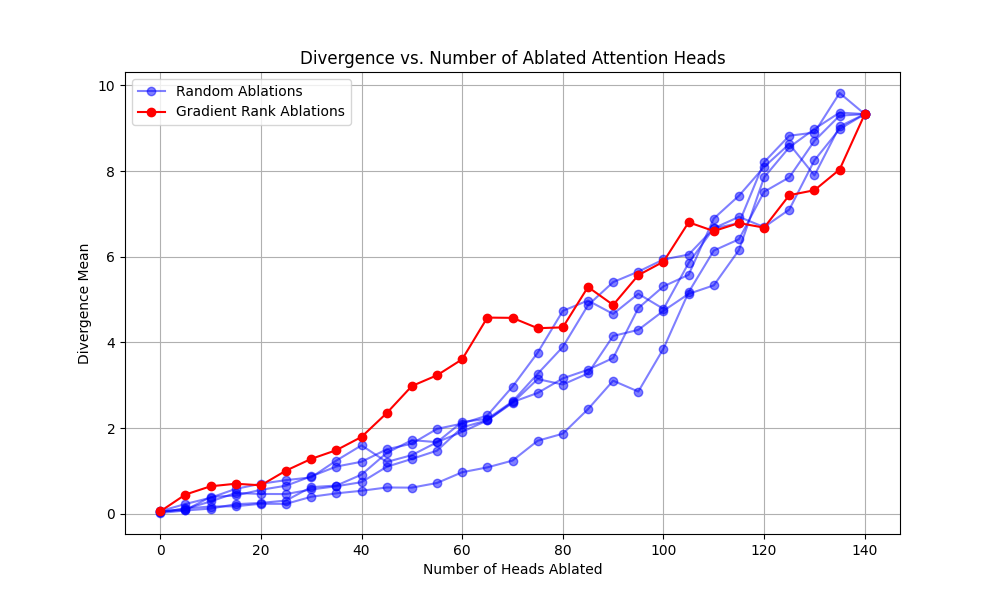 Divergence vs. Number of Ablated Attention Heads
Random Ablations
Gradient Rank Ablations
10
8
6
4
2
0
Divergence Mean
0 20 40 60 80 100 120 140
Number of Heads Ablated